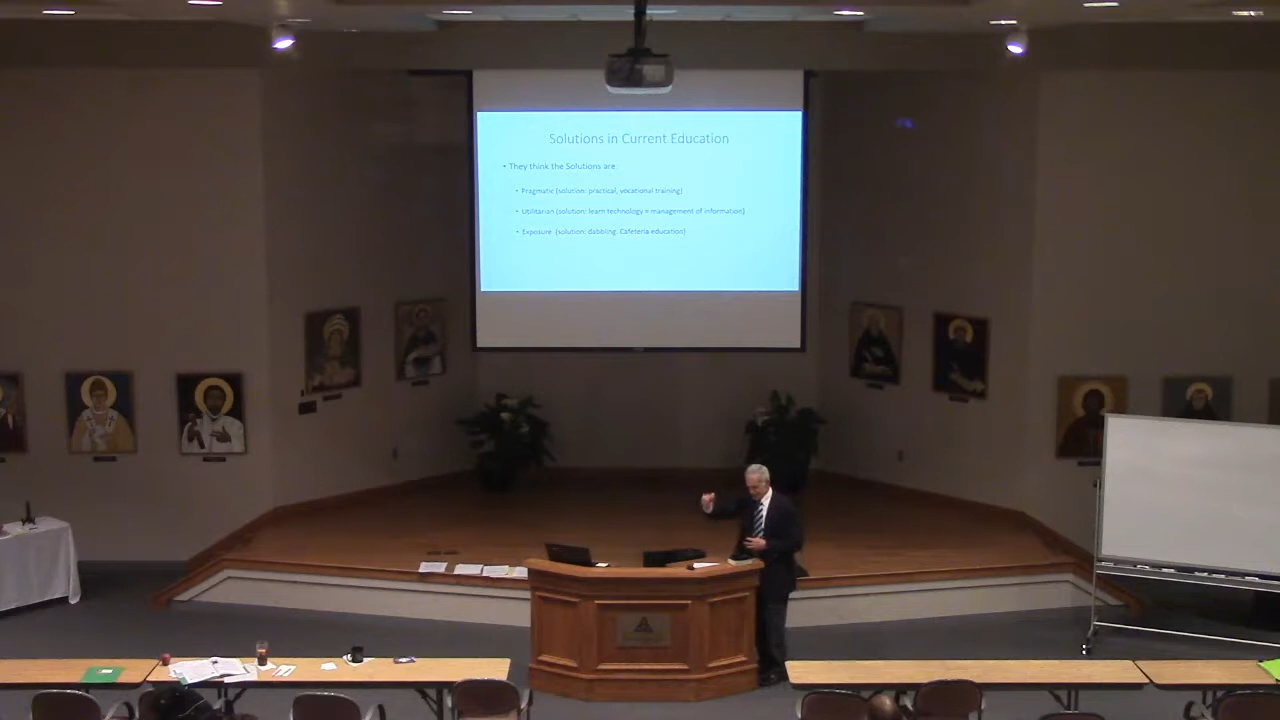 Solutions in Current Education
• They think the Solutions are:
• Pragmatic (solution: practical, vocational training)
• Utilitarian (solution: learn technology = management of information)
• Exposure (solution: dabbling: Cafeteria education)